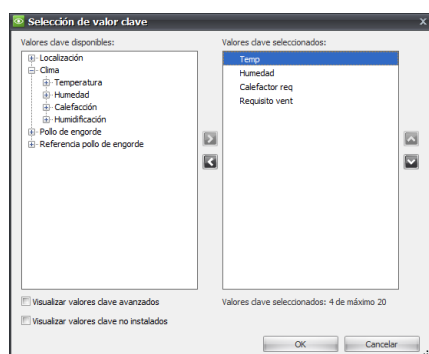 Selección de valor clave
Valores clave disponibles:
Localización
Clima
Temperatura
Humedad
Calefacción
Humidificación
Pollo de engorde
Referencia pollo de engorde
Visualizar valores clave avanzados
Visualizar valores clave no instalados
Valores clave seleccionados:
Temp
Humedad
Calefactor req
Requisito vent
Valores clave seleccionados: 4 de máximo 20
OK
Cancelar